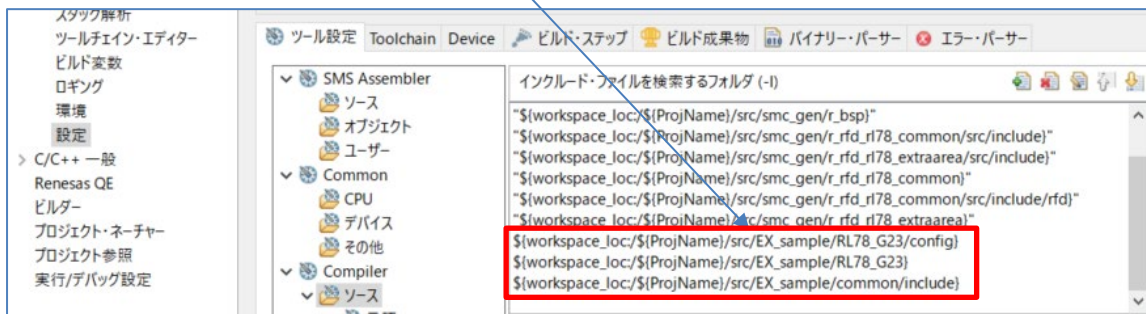 スタック解析
ツールチェイン・エディター
ビルド変数
ロギング
環境
設定
C/C++ 一般
Renesas QE
ビルダー
プロジェクト・ネーチャー
プロジェクト参照
実行/デバッグ設定
ツール設定 Toolchain Device ビルド・ステップ ビルド成果物 バイナリー・パーサー エラー・パーサー
SMS Assembler
ソース
オブジェクト
ユーザー
Common
CPU
デバイス
その他
Compiler
ソース
インクルード・ファイルを検索するフォルダ (-I)
"${workspace_loc:/${ProjName}/src/smc_gen/r_bsp}"
"${workspace_loc:/${ProjName}/src/smc_gen/r_rfd_rl78_common/src/include}"
"${workspace_loc:/${ProjName}/src/smc_gen/r_rfd_rl78_extraarea/src/include}"
"${workspace_loc:/${ProjName}/src/smc_gen/r_rfd_rl78_common}"
"${workspace_loc:/${ProjName}/src/smc_gen/r_rfd_rl78_common/src/include/rfd}"
"${workspace_loc:/${ProjName}/src/smc_gen/r_rfd_rl78_extraarea}"
${workspace_loc:/${ProjName}/src/EX_sample/RL78_G23/config}
${workspace_loc:/${ProjName}/src/EX_sample/RL78_G23}
${workspace_loc:/${ProjName}/src/EX_sample/common/include}